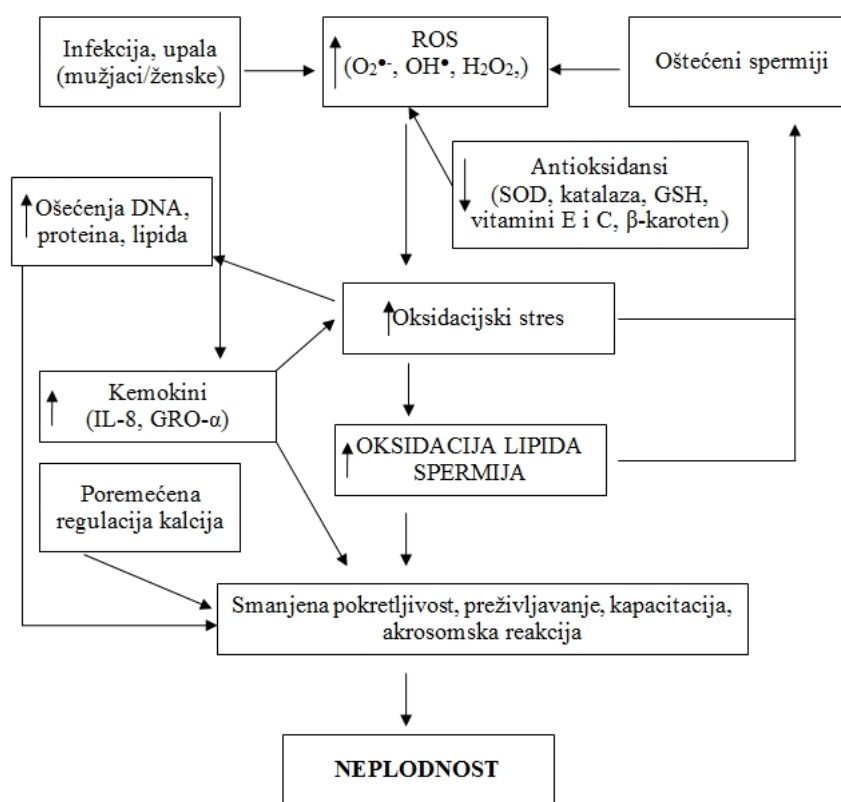 Infekcija, upala
(mužjaci/ženske)
ROS
(O₂•-, OH•, H₂O₂,)
Oštećeni spermiji
Antioksidansi
(SOD, katalaza, GSH,
vitamini E i C, β-karoten)
Ošećenja DNA,
proteina, lipida
Oksidacijski stres
Kemokini
(IL-8, GRO-α)
OKSIDACIJA LIPIDA
SPERMIJA
Poremećena
regulacija kalcija
Smanjena pokretljivost, preživljavanje, kapacitacija,
akrosomska reakcija
NEPLODNOST